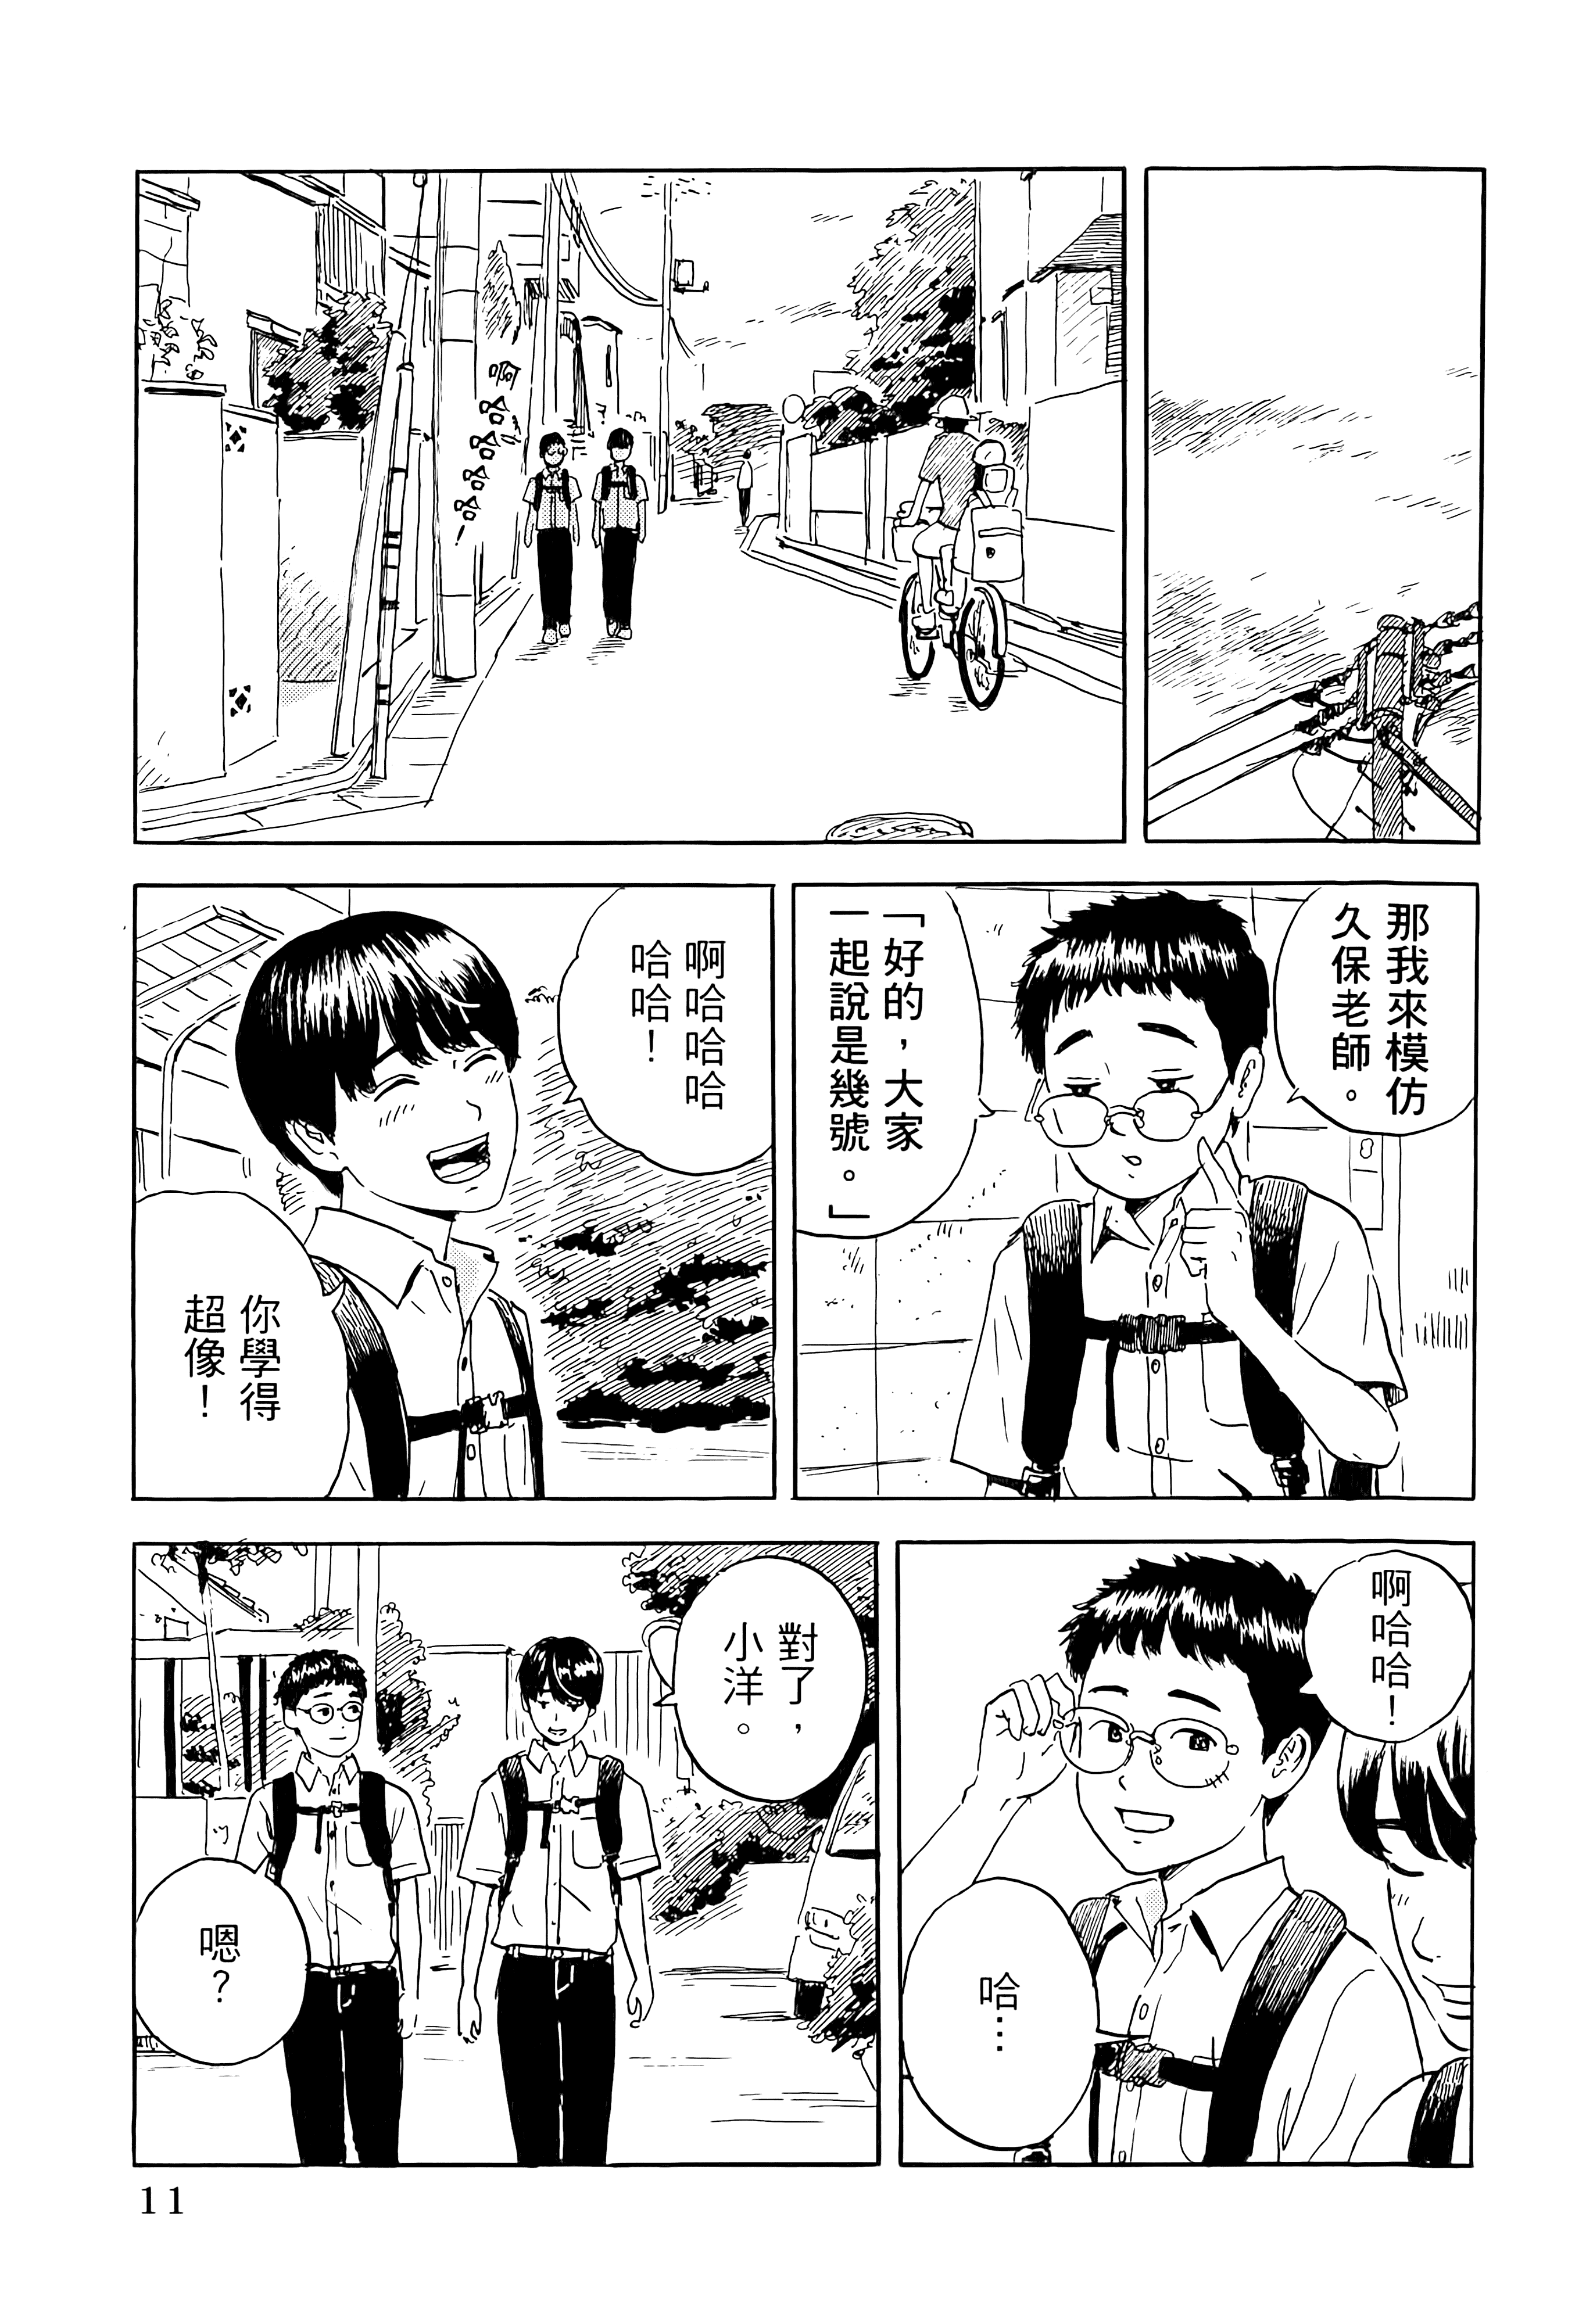 啊哈哈哈哈—
那我來模仿
久保老師。
「好的，大家
一起說是幾號。」
啊哈哈哈
哈哈！
你學得
超像！
啊哈哈！
哈…
對了，
小洋。
嗯？
11